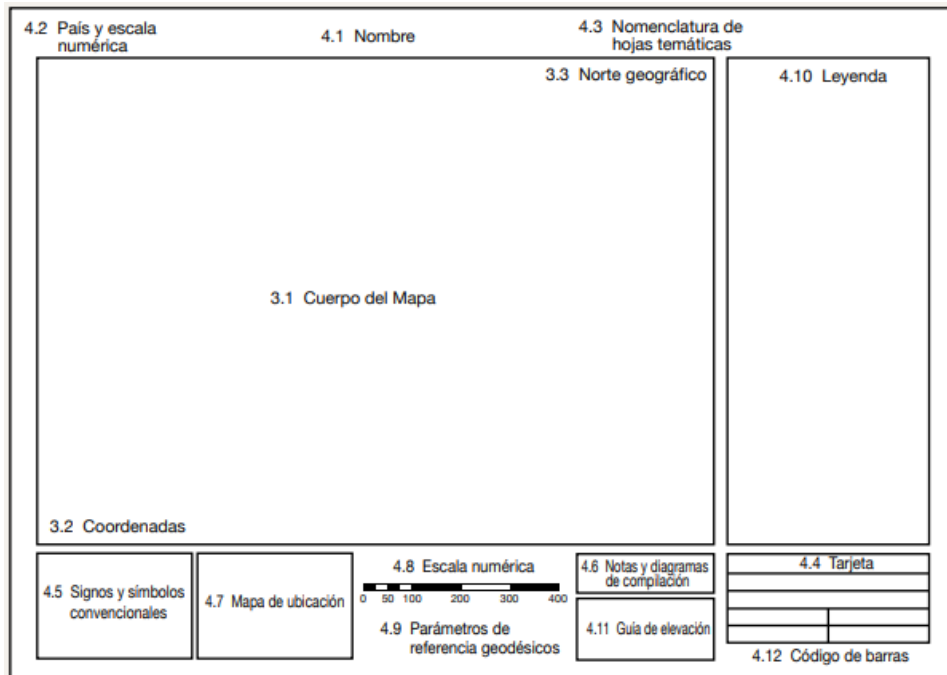 4.2 País y escala
numérica
4.1 Nombre
4.3 Nomenclatura de
hojas temáticas
3.3 Norte geográfico
4.10 Leyenda
3.1 Cuerpo del Mapa
3.2 Coordenadas
4.5 Signos y símbolos
convencionales
4.7 Mapa de ubicación
4.8 Escala numérica
0 50 100 200 300 400
4.9 Parámetros de
referencia geodésicos
4.6 Notas y diagramas
de compilación
4.11 Guía de elevación
4.4 Tarjeta
4.12 Código de barras